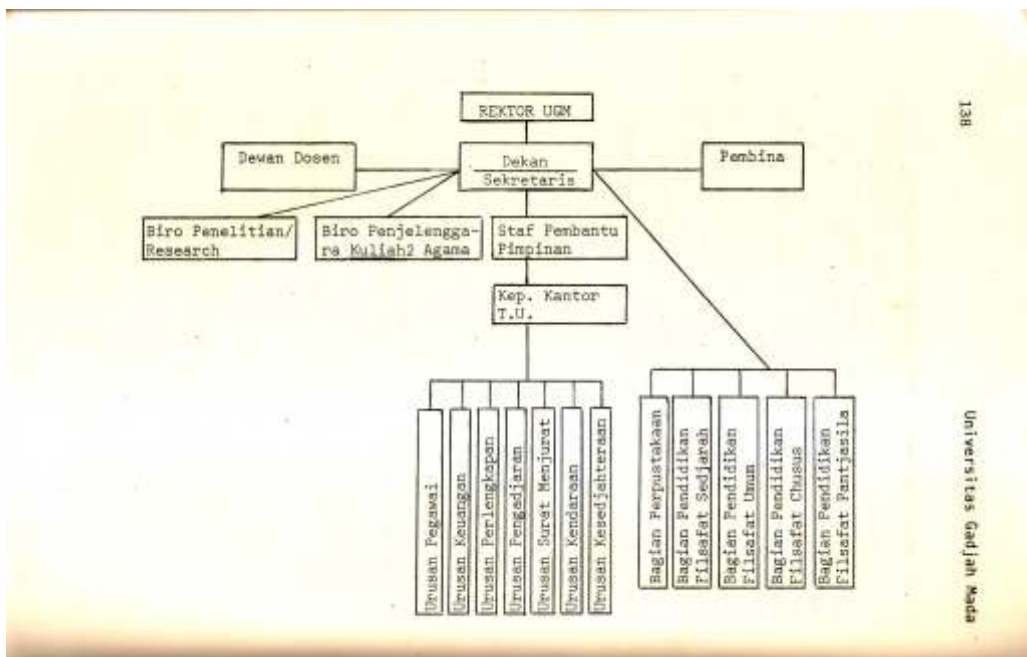 138
Universitas Gadjah Mada
REKTOR UGM
Dewan Dosen
Dekan
Sekretaris
Pembina
Biro Penelitian/
Research
Biro Penjelengga-
ra Kuliah2 Agama
Staf Pembantu
Pimpinan
Kep. Kantor
T.U.
Urusan Pegawai
Urusan Keuangan
Urusan Perlengkapan
Urusan Pengadjaran
Urusan Surat Menjurat
Urusan Kendaraan
Urusan Kesedjahteraan
Bagian Perpustakaan
Bagian Pendidikan
Filsafat Sedjarah
Bagian Pendidikan
Filsafat Umum
Bagian Pendidikan
Filsafat Chusus
Bagian Pendidikan
Filsafat Pantjasila